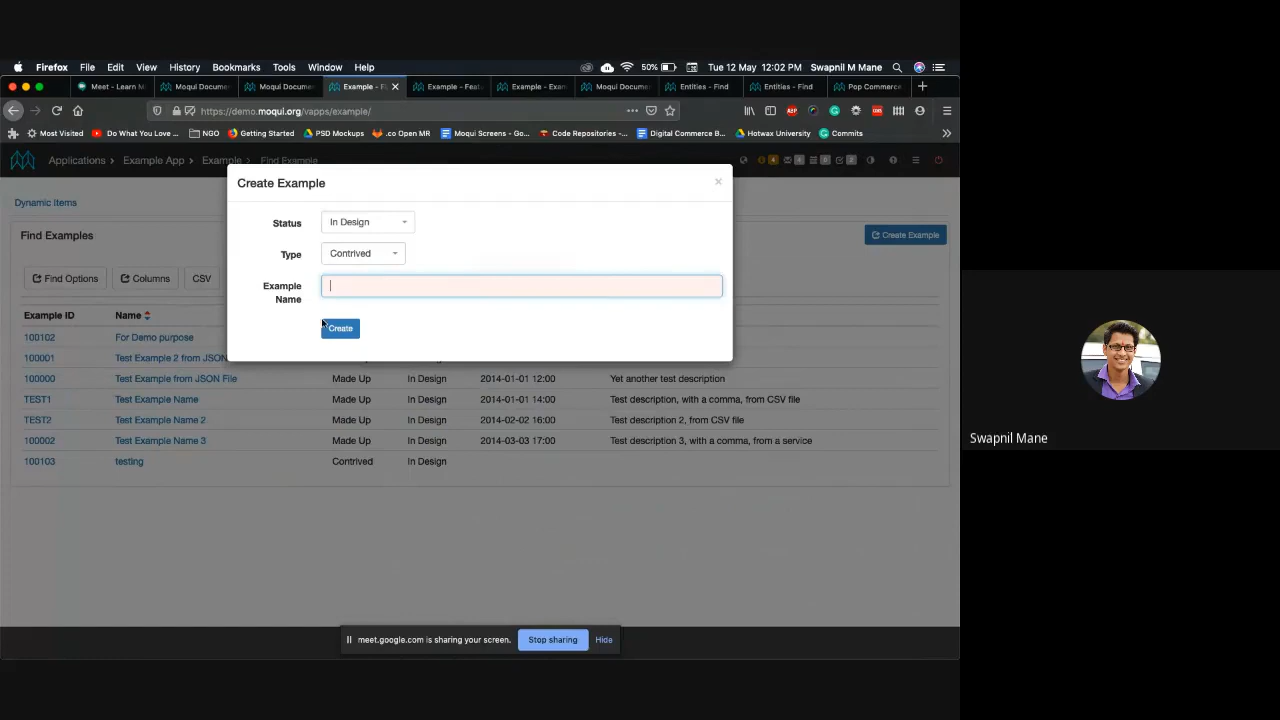 Firefox File Edit View History Bookmarks Tools Window Help 50% Tue 12 May 12:02 PM Swapnil M Mane
Meet - Learn M Moqui Docume Moqui Docume Example - Fi Example - Feat Example - Exam Moqui Docum Entities - Find Entities - Find Pop Commerce
https://demo.moqui.org/vapps/example/
Most Visited Do What You Love ... NGO Getting Started PSD Mockups .co Open MR Moqui Screens - Go... Code Repositories -... Digital Commerce B... Hotwax University Commits
Applications Example App Example Find Example
Dynamic Items
Find Examples
Create Example
Find Options Columns CSV
Create Example ×
Status In Design
Type Contrived
Example Name
Create
Example ID Name
100102 For Demo purpose
100001 Test Example 2 from JSON
100000 Test Example from JSON File Made Up In Design 2014-01-01 12:00 Yet another test description
TEST1 Test Example Name Made Up In Design 2014-01-01 14:00 Test description, with a comma, from CSV file
TEST2 Test Example Name 2 Made Up In Design 2014-02-02 16:00 Test description 2, from CSV file
100002 Test Example Name 3 Made Up In Design 2014-03-03 17:00 Test description 3, with a comma, from a service
100103 testing Contrived In Design
meet.google.com is sharing your screen. Stop sharing Hide
Swapnil Mane